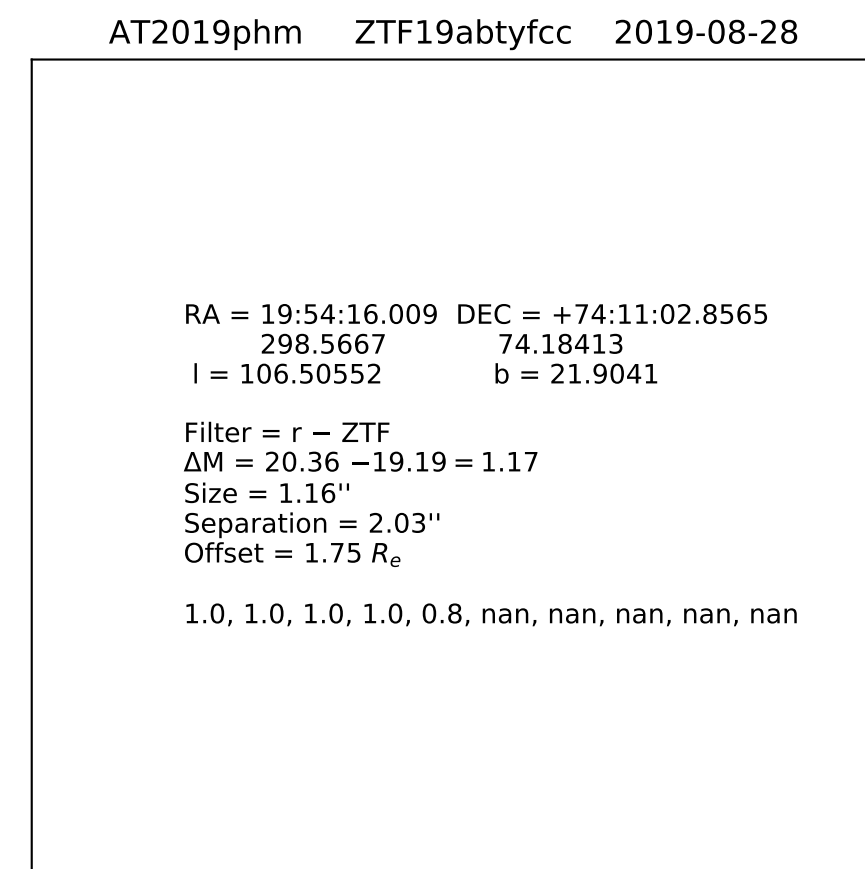 AT2019phm ZTF19abtyfcc 2019-08-28
RA = 19:54:16.009 DEC = +74:11:02.8565
298.5667 74.18413
l = 106.50552 b = 21.9041
Filter = r − ZTF
ΔM = 20.36 −19.19 = 1.17
Size = 1.16''
Separation = 2.03''
Offset = 1.75 Re
1.0, 1.0, 1.0, 1.0, 0.8, nan, nan, nan, nan, nan